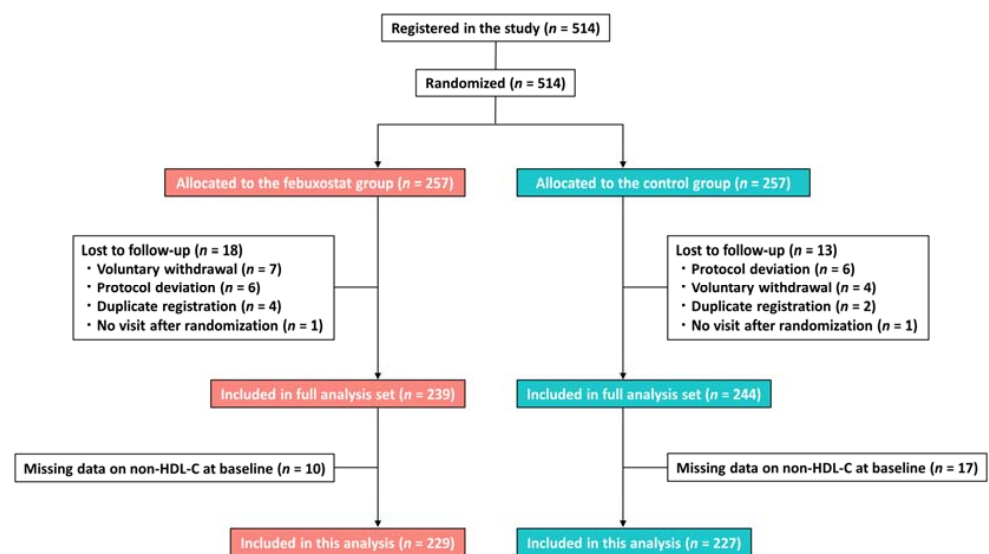 Registered in the study (n = 514)
Randomized (n = 514)
Allocated to the febuxostat group (n = 257)
Allocated to the control group (n = 257)
Lost to follow-up (n = 18)
・Voluntary withdrawal (n = 7)
・Protocol deviation (n = 6)
・Duplicate registration (n = 4)
・No visit after randomization (n = 1)
Lost to follow-up (n = 13)
・Protocol deviation (n = 6)
・Voluntary withdrawal (n = 4)
・Duplicate registration (n = 2)
・No visit after randomization (n = 1)
Included in full analysis set (n = 239)
Included in full analysis set (n = 244)
Missing data on non-HDL-C at baseline (n = 10)
Missing data on non-HDL-C at baseline (n = 17)
Included in this analysis (n = 229)
Included in this analysis (n = 227)